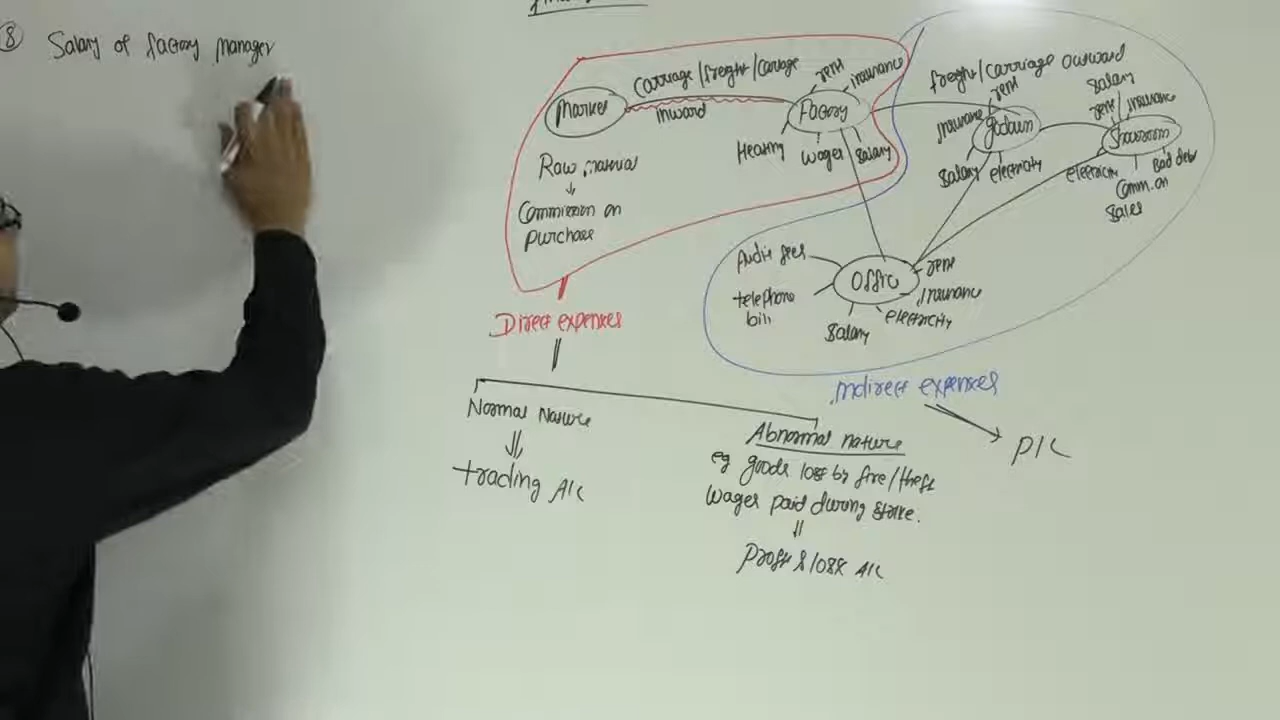 8 Salary of factory manager
Carriage/freight/cartage
Market
Inward
Factory
rent
insurance
Heating
wages
salary
Raw material
↓
Commission on
purchase
Direct expenses
Normal Nature
⇓
trading A/c
Abnormal nature
eg goods lost by fire/theft
wages paid during strike.
⇓
Profit & loss A/c
freight/carriage outward
rent
insurance
godown
salary
electricity
salary
rent
insurance
showroom
electricity
Bad debt
Comm. on
sales
Audit fees
telephone
bill
Office
rent
insurance
electricity
salary
Indirect expenses
P/L